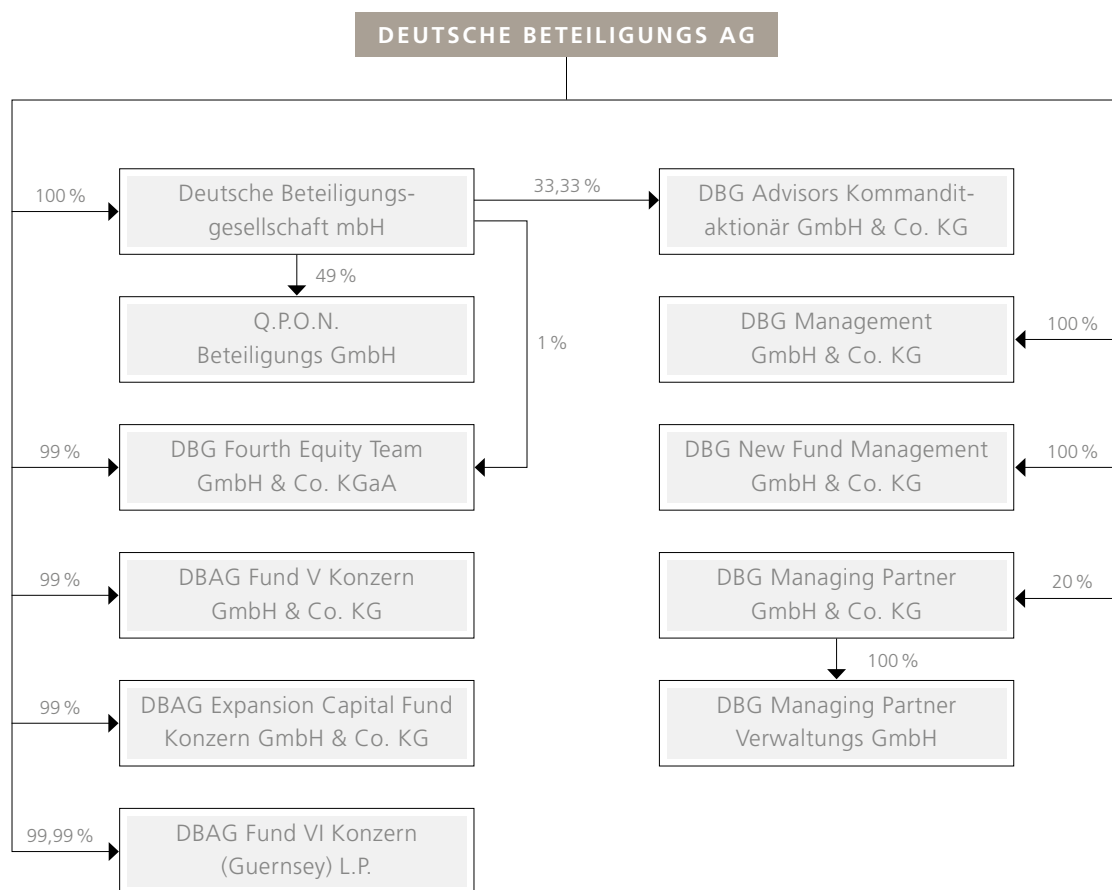 DEUTSCHE BETEILIGUNGS AG
100 %
Deutsche Beteiligungs-
gesellschaft mbH
33,33 %
DBG Advisors Kommandit-
aktionär GmbH & Co. KG
49 %
Q.P.O.N.
Beteiligungs GmbH
1 %
DBG Management
GmbH & Co. KG
100 %
99 %
DBG Fourth Equity Team
GmbH & Co. KGaA
DBG New Fund Management
GmbH & Co. KG
100 %
99 %
DBAG Fund V Konzern
GmbH & Co. KG
DBG Managing Partner
GmbH & Co. KG
20 %
100 %
99 %
DBAG Expansion Capital Fund
Konzern GmbH & Co. KG
DBG Managing Partner
Verwaltungs GmbH
99,99 %
DBAG Fund VI Konzern
(Guernsey) L.P.